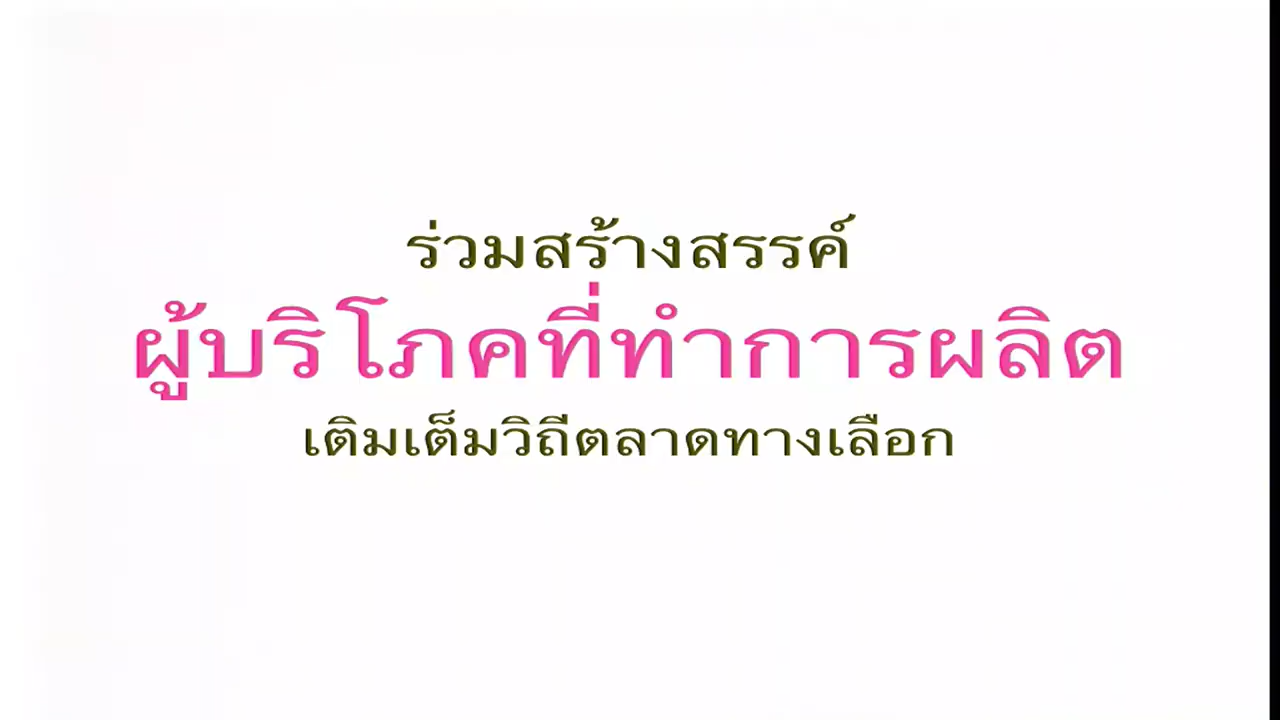 ร่วมสร้างสรรค์
ผู้บริโภคที่ทำการผลิต
เติมเต็มวิถีตลาดทางเลือก